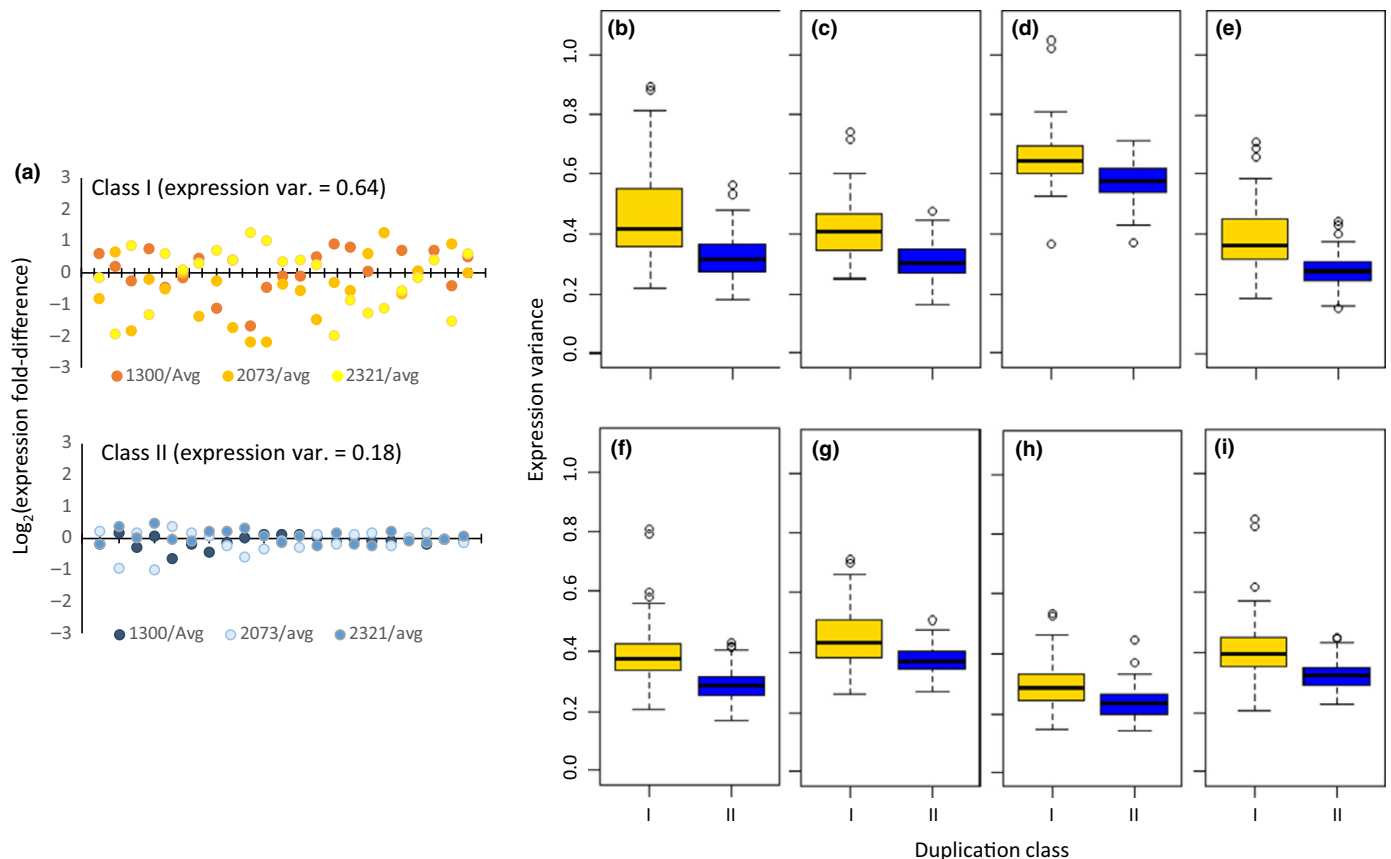 (a)
Log2(expression fold-difference)
3
2
1
0
−1
−2
−3
Class I (expression var. = 0.64)
1300/Avg 2073/avg 2321/avg
3
2
1
0
−1
−2
−3
Class II (expression var. = 0.18)
1300/Avg 2073/avg 2321/avg
Expression variance
(b) (c) (d) (e)
1.0
0.8
0.6
0.4
0.2
0.0
(f) (g) (h) (i)
1.0
0.8
0.6
0.4
0.2
0.0
I II I II I II I II
Duplication class